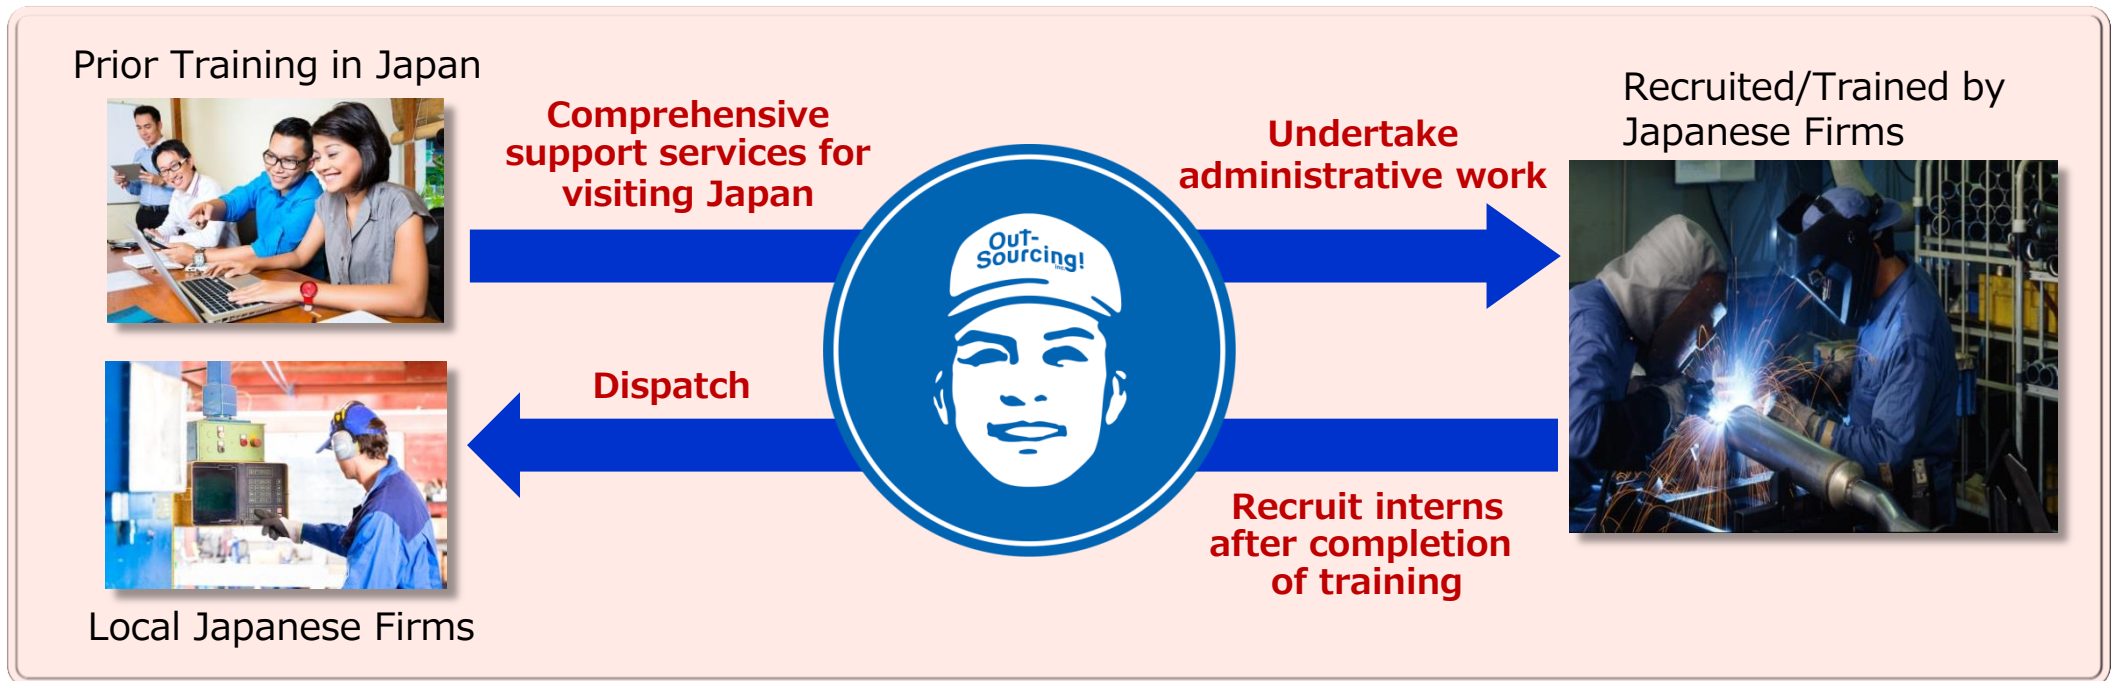 Prior Training in Japan
Comprehensive
support services for
visiting Japan
Undertake
administrative work
Recruited/Trained by
Japanese Firms
Out-
Sourcing!
Inc.
Dispatch
Recruit interns
after completion
of training
Local Japanese Firms